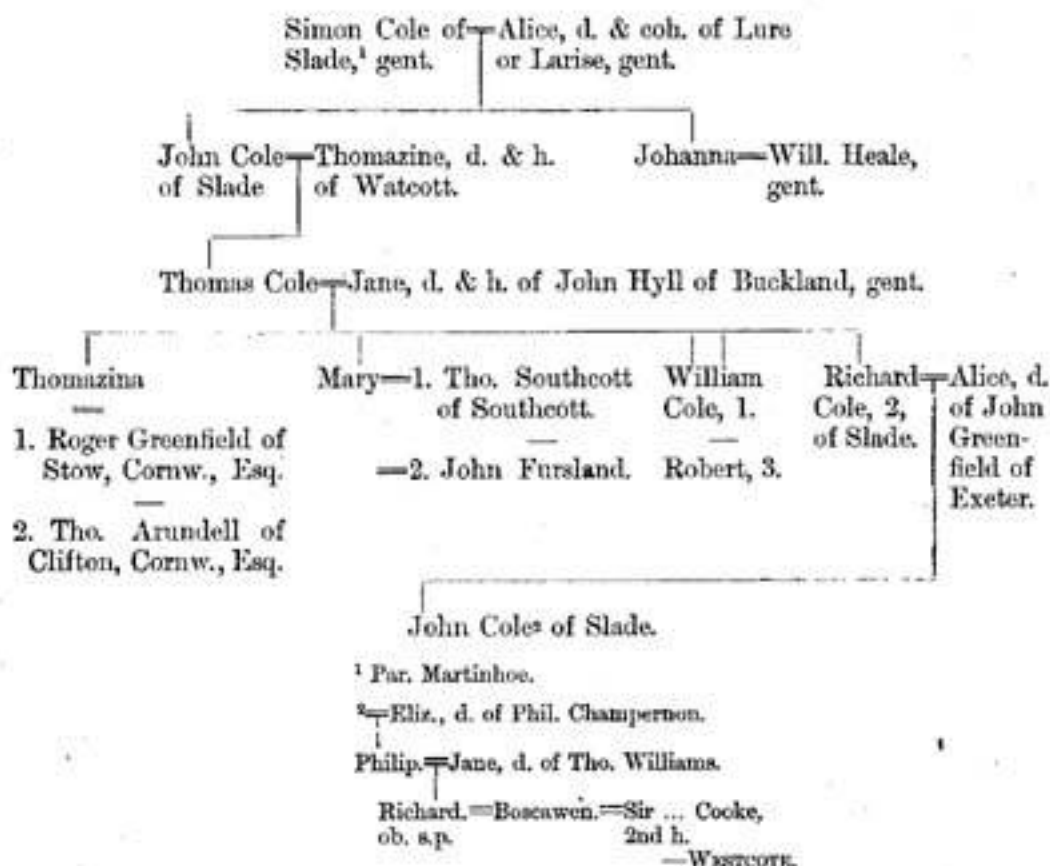 Simon Cole of = Alice, d. & coh. of Lure
Slade,¹ gent. or Larise, gent.
John Cole = Thomazine, d. & h. Johanna = Will. Heale,
of Slade of Watcott. gent.
Thomas Cole = Jane, d. & h. of John Hyll of Buckland, gent.
Thomazina Mary = 1. Tho. Southcott William Richard = Alice, d.
— of Southcott. Cole, 1. Cole, 2, of John
1. Roger Greenfield of — — of Slade. Green-
Stow, Cornw., Esq. = 2. John Fursland. Robert, 3. field of
— Exeter.
2. Tho. Arundell of
Clifton, Cornw., Esq.
John Cole² of Slade.
¹ Par. Martinhoe.
² = Eliz., d. of Phil. Champernon.
Philip. = Jane, d. of Tho. Williams.
Richard. = Boscawen. = Sir ... Cooke,
ob. s.p. 2nd h.
—WESTCOTE.